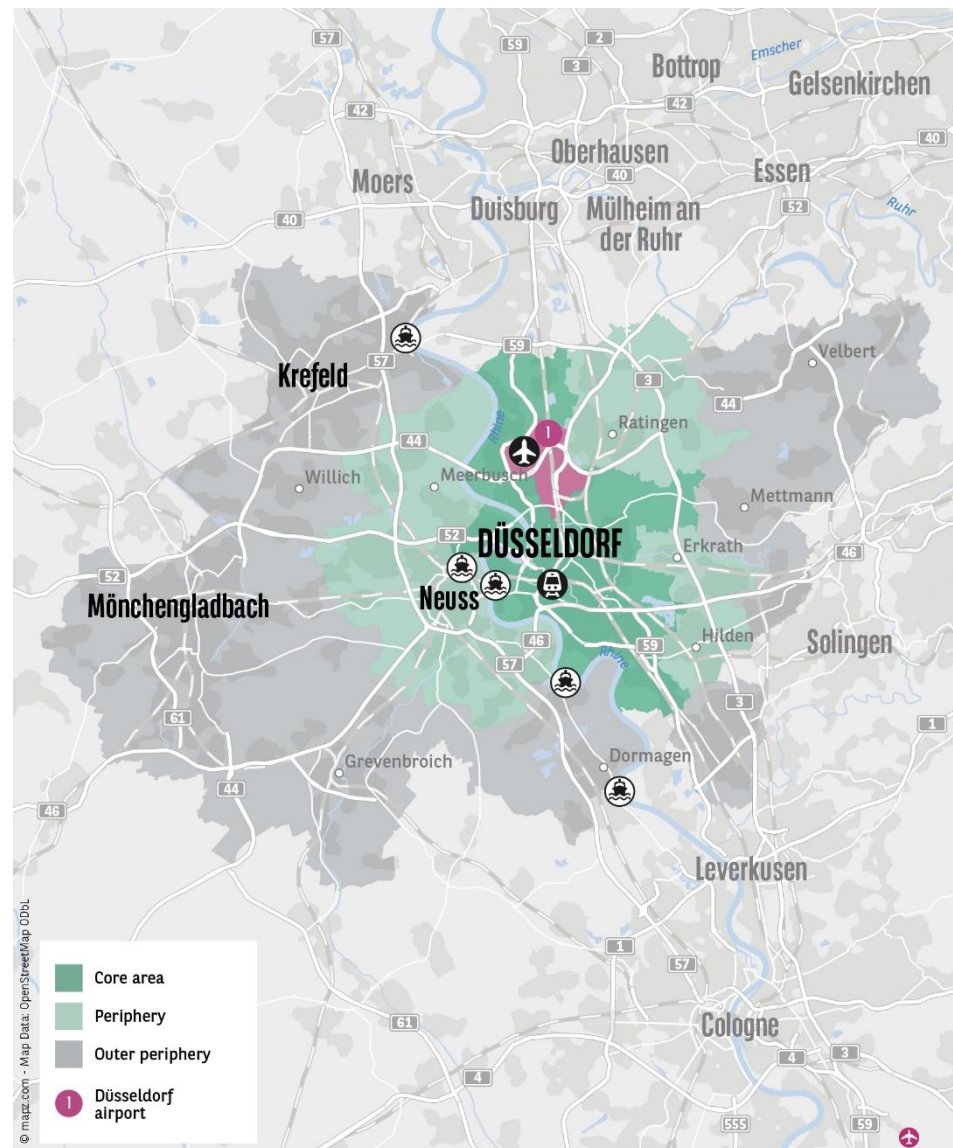 57
59
2
3
Bottrop
Emscher
Gelsenkirchen
42
42
Oberhausen
40
40
Essen
Moers
Duisburg
Mülheim an
der Ruhr
52
Ruhr
40
59
Velbert
57
Krefeld
3
44
Rhine
1
Ratingen
44
Willich
Meerbusch
Mettmann
52
DÜSSELDORF
Erkrath
46
52
Neuss
Mönchengladbach
46
59
Hilden
Solingen
57
Rhine
61
3
1
Grevenbroich
Dormagen
44
46
Leverkusen
1
57
61
Cologne
4
4
3
555
59
Core area
Periphery
Outer periphery
1
Düsseldorf
airport
© mapz.com - Map Data: OpenStreetMap ODbL